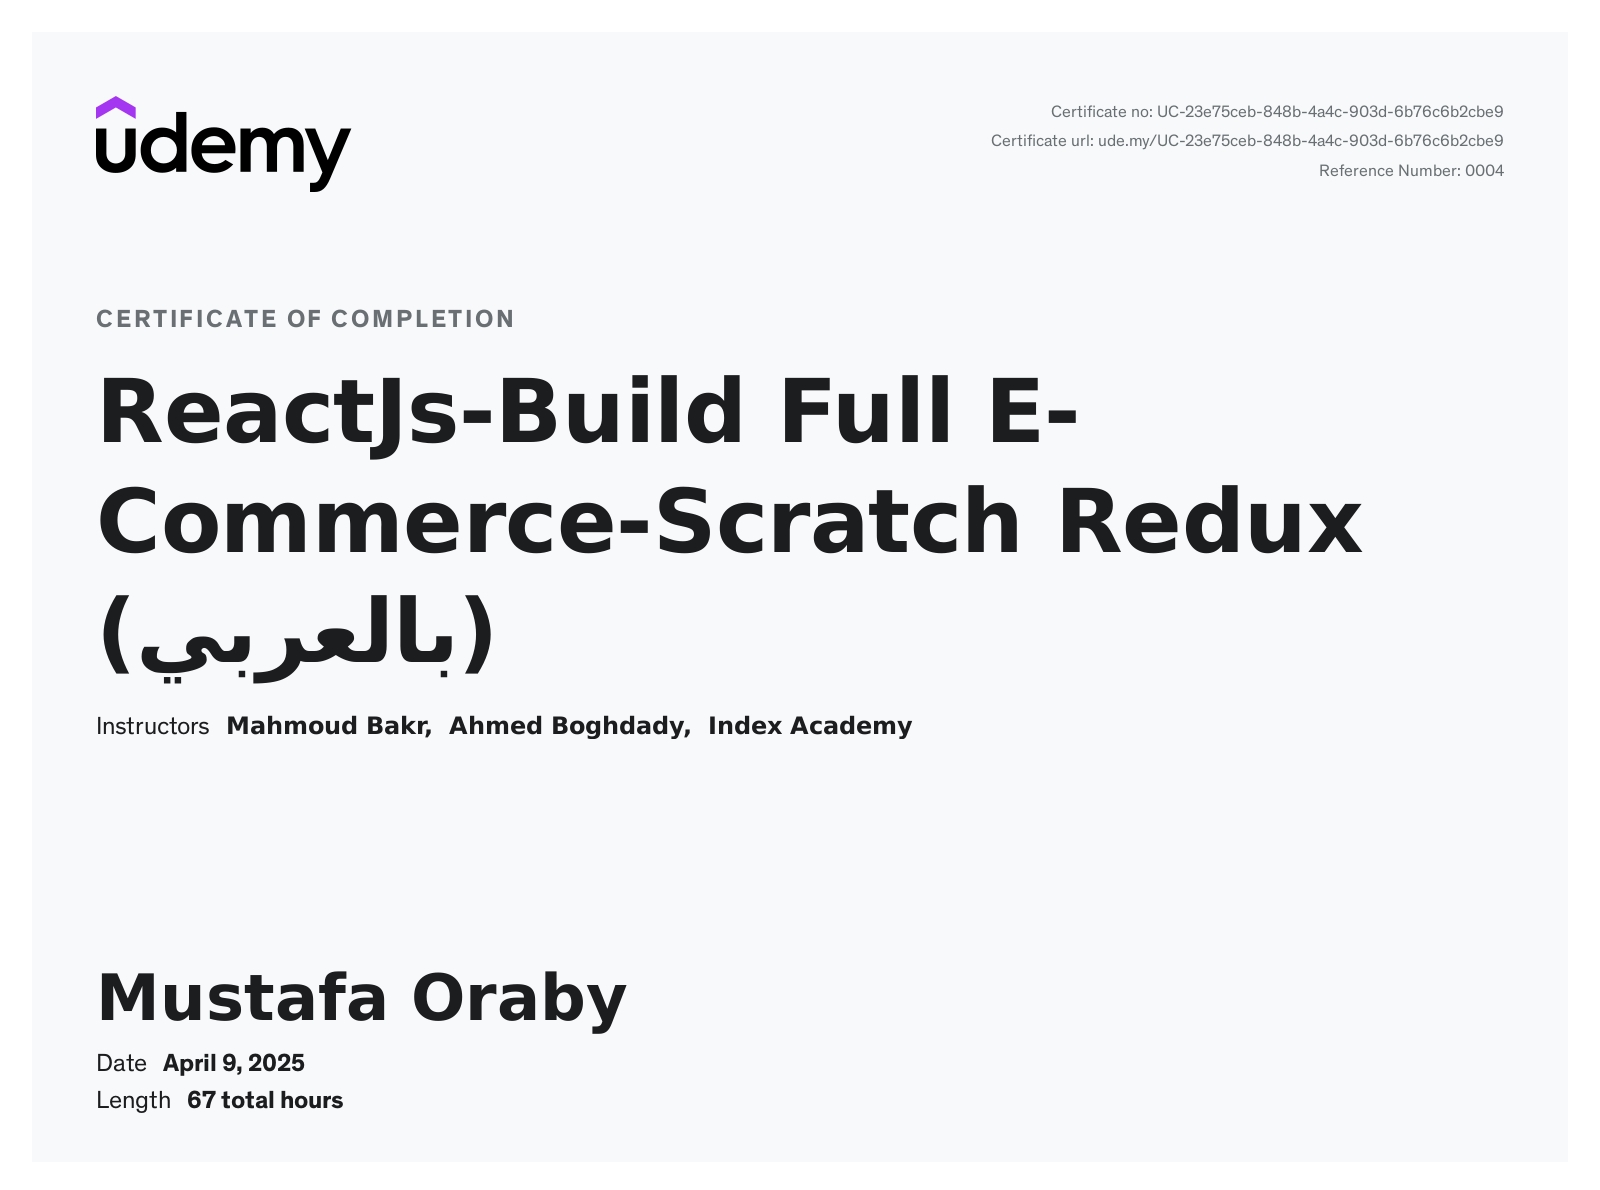 udemy
Certificate no: UC-23e75ceb-848b-4a4c-903d-6b76c6b2cbe9
Certificate url: ude.my/UC-23e75ceb-848b-4a4c-903d-6b76c6b2cbe9
Reference Number: 0004
CERTIFICATE OF COMPLETION
ReactJs-Build Full E-
Commerce-Scratch Redux
(بالعربي)
Instructors Mahmoud Bakr, Ahmed Boghdady, Index Academy
Mustafa Oraby
Date April 9, 2025
Length 67 total hours